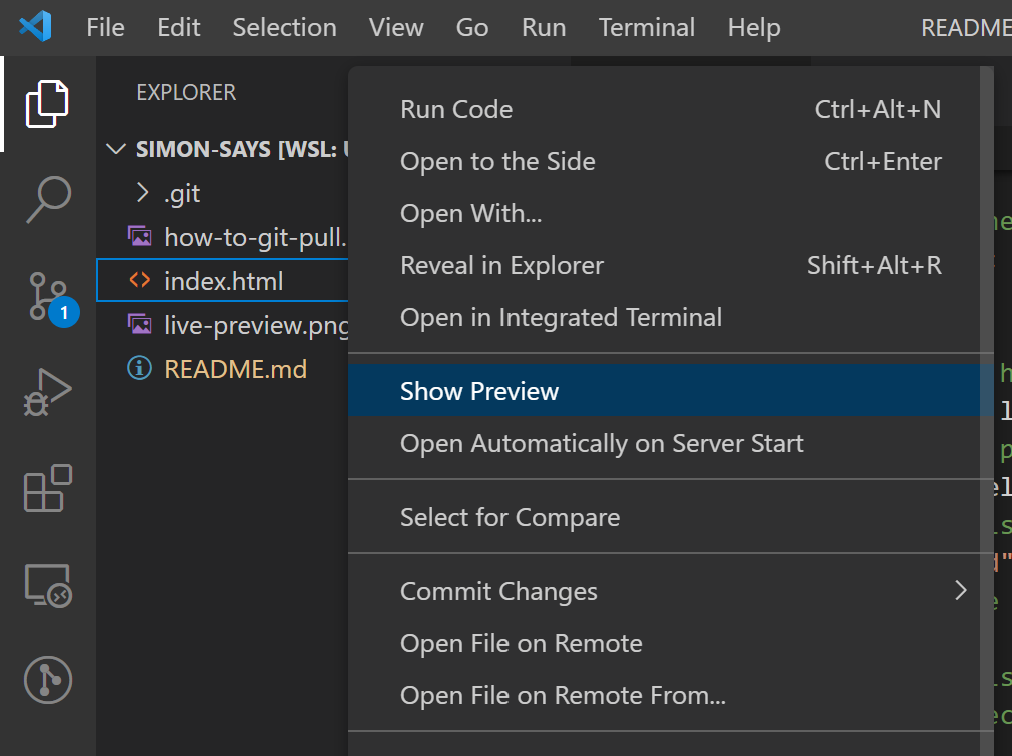 File Edit Selection View Go Run Terminal Help README
EXPLORER
SIMON-SAYS [WSL:
.git
how-to-git-pull.
index.html
live-preview.png
README.md
1
Run Code Ctrl+Alt+N
Open to the Side Ctrl+Enter
Open With...
Reveal in Explorer Shift+Alt+R
Open in Integrated Terminal
Show Preview
Open Automatically on Server Start
Select for Compare
Commit Changes
Open File on Remote
Open File on Remote From...